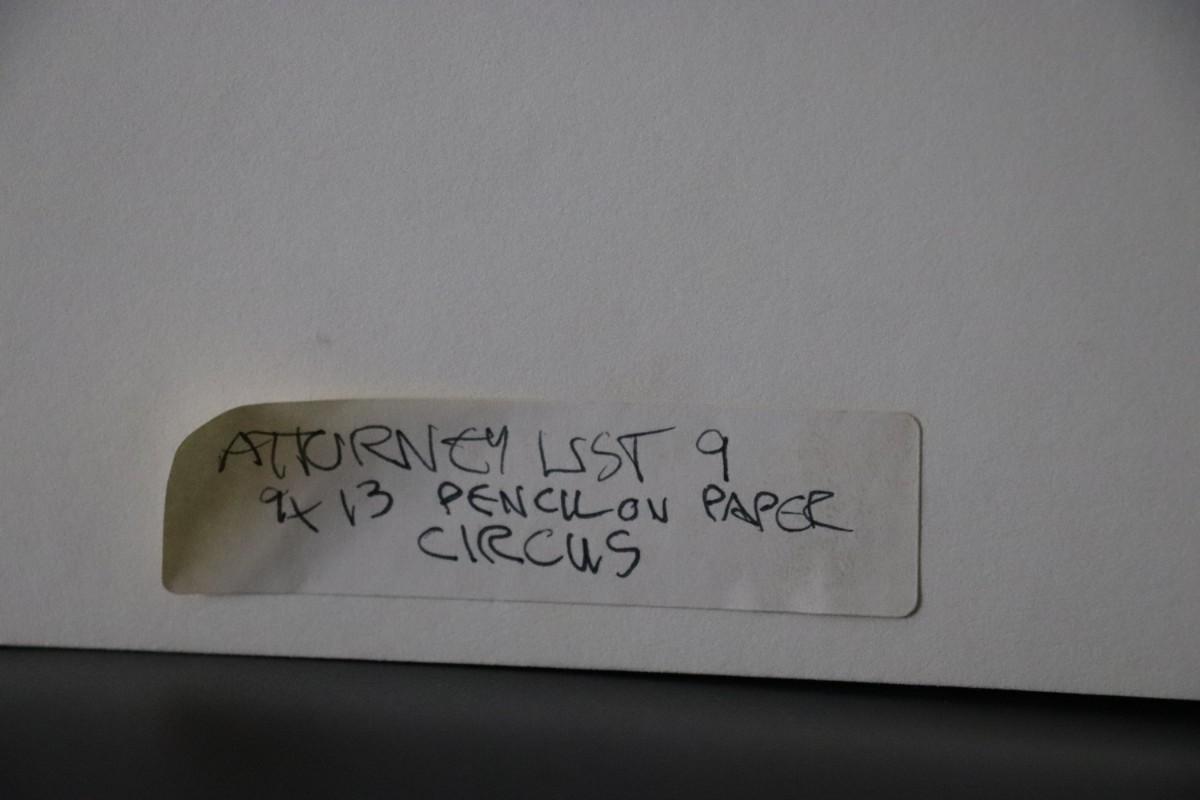 ATTORNEY LIST 9
9x13 PENCIL ON PAPER
CIRCUS